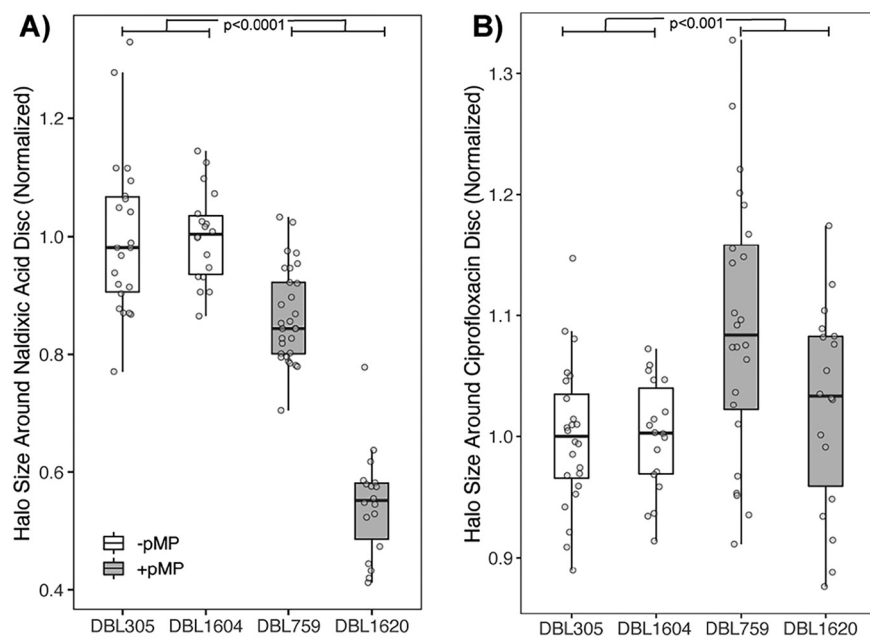 A)
p<0.0001
Halo Size Around Naldixic Acid Disc (Normalized)
1.2
1.0
0.8
0.6
0.4
-pMP
+pMP
DBL305 DBL1604 DBL759 DBL1620
B)
p<0.001
Halo Size Around Ciprofloxacin Disc (Normalized)
1.3
1.2
1.1
1.0
0.9
DBL305 DBL1604 DBL759 DBL1620